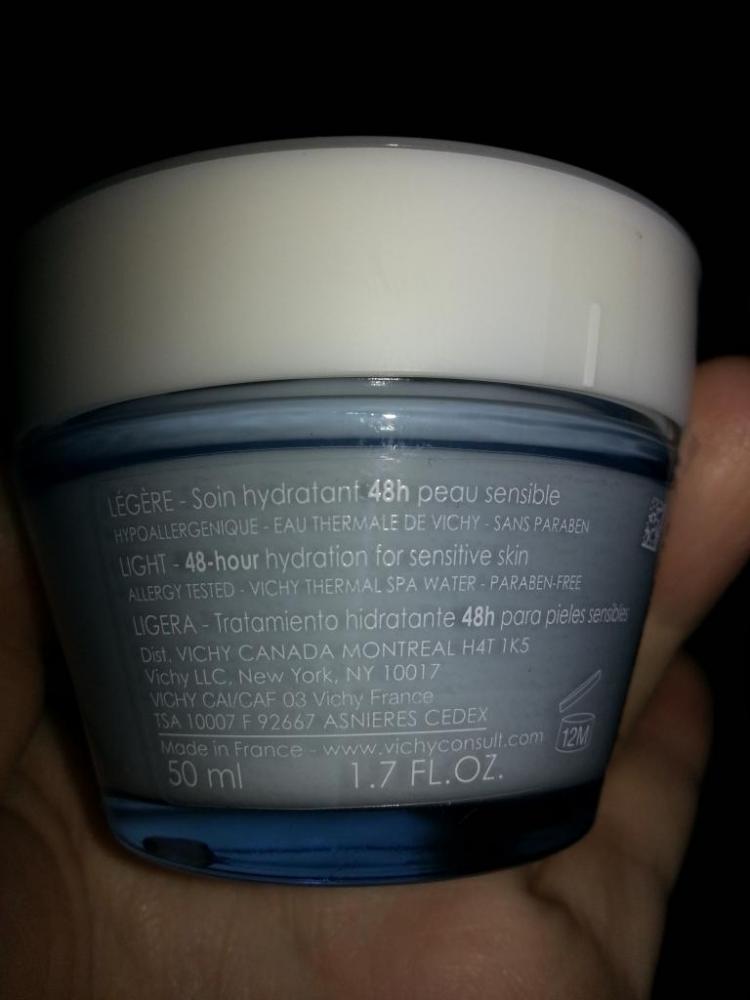 LÉGÈRE - Soin hydratant 48h peau sensible
HYPOALLERGENIQUE - EAU THERMALE DE VICHY - SANS PARABEN
LIGHT - 48-hour hydration for sensitive skin
ALLERGY TESTED - VICHY THERMAL SPA WATER - PARABEN-FREE
LIGERA - Tratamiento hidratante 48h para pieles sensibles
Dist. VICHY CANADA MONTREAL H4T 1K5
Vichy LLC, New York, NY 10017
VICHY CAI/CAF 03 Vichy France
TSA 10007 F 92667 ASNIERES CEDEX
Made in France - www.vichyconsult.com
12M
50 ml 1.7 FL.OZ.